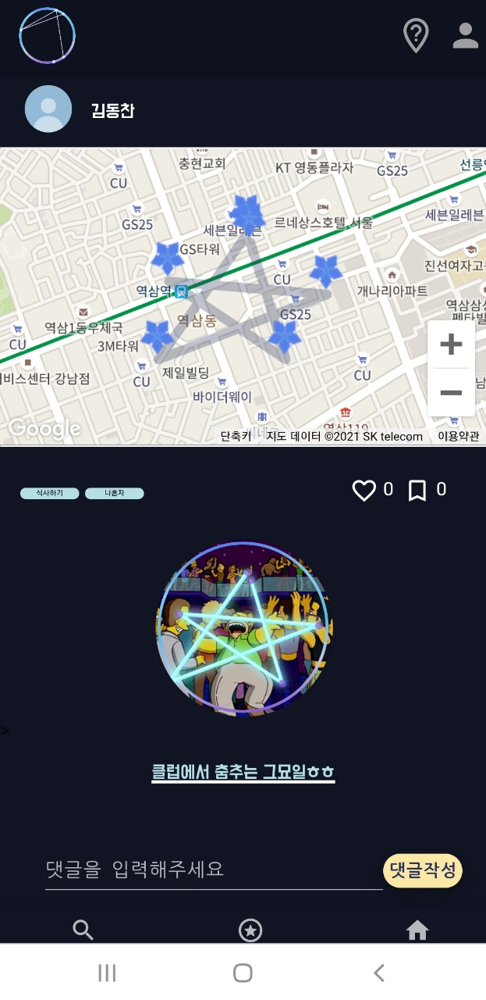 김동찬
충현교회
KT 영동플라자
CU
GS25
선릉
GS25
세븐일레븐
르네상스호텔 서울
세븐일레븐
GS타워
CU
진선여자고
역삼역
개나리아파트
역삼동
GS25
역삼1동우체국
CU
3M타워
CU
제일빌딩
바이더웨이
CU
비스센터 강남점
Google
역삼119
단축키
지도 데이터 ©2021 SK telecom
이용약관
식사하기
나혼자
0
0
>
클럽에서 춤추는 그묘일ㅎㅎ
댓글을 입력해주세요
댓글작성